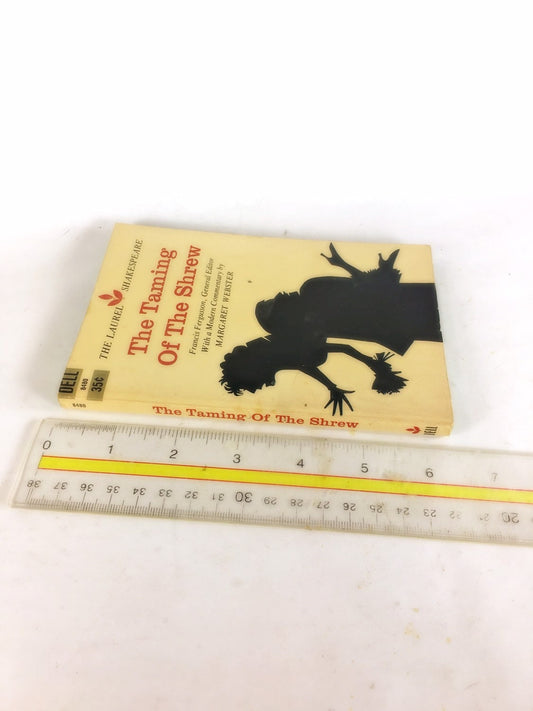 THE LAUREL SHAKESPEARE
The Taming
Of The Shrew
Francis Fergusson, General Editor
With a Modern Commentary by
MARGARET WEBSTER
DELL
8480
35¢
8480
The Taming Of The Shrew
DELL
0 1 2 3 4 5 6 7
38 37 36 35 34 33 32 31 30 29 28 27 26 25 24 23 22 21 20